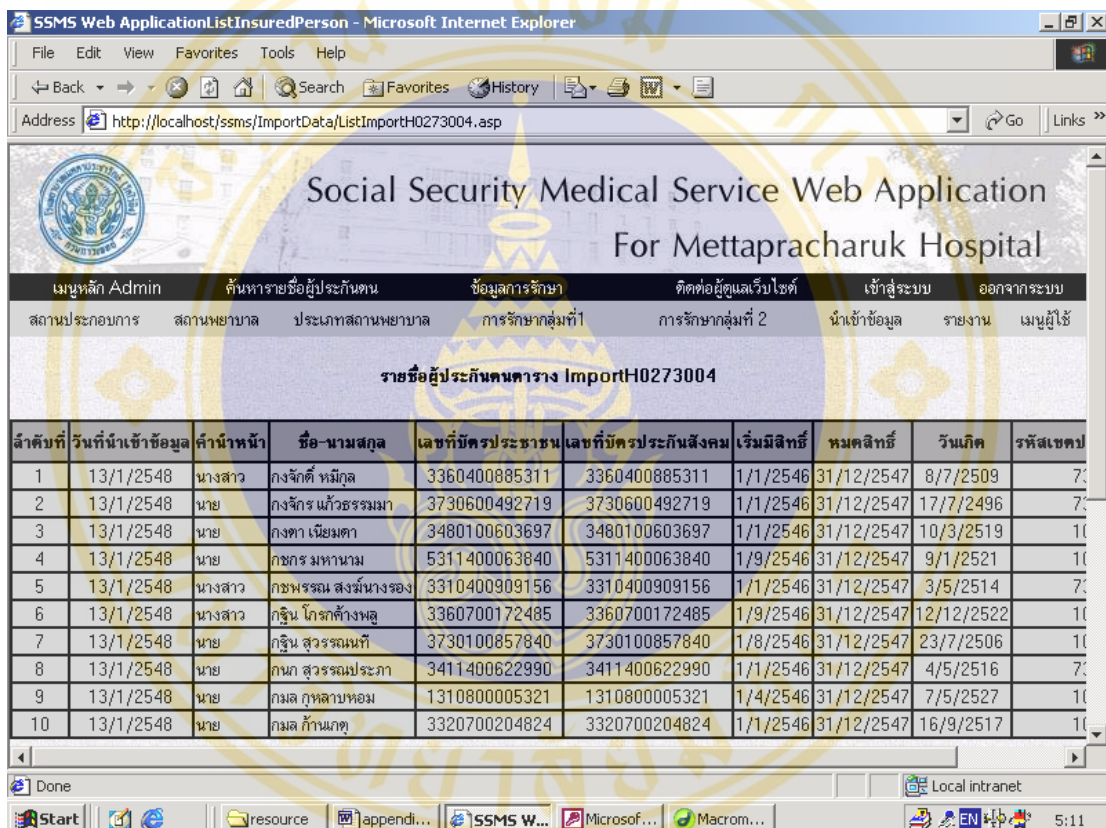 SSMS Web ApplicationListInsuredPerson - Microsoft Internet Explorer
File Edit View Favorites Tools Help
Back Search Favorites History
Address http://localhost/ssms/ImportData/ListImportH0273004.asp Go Links »
Social Security Medical Service Web Application
For Mettapracharuk Hospital
เมนูหลัก Admin ค้นหารายชื่อผู้ประกันตน ข้อมูลการรักษา ติดต่อผู้ดูแลเว็บไซต์ เข้าสู่ระบบ ออกจากระบบ
สถานประกอบการ สถานพยาบาล ประเภทสถานพยาบาล การรักษากลุ่มที่1 การรักษากลุ่มที่ 2 นำเข้าข้อมูล รายงาน เมนูผู้ใช้
รายชื่อผู้ประกันตนตาราง ImportH0273004
ลำดับที่ วันที่นำเข้าข้อมูล คำนำหน้า ชื่อ-นามสกุล เลขที่บัตรประชาชน เลขที่บัตรประกันสังคม เริ่มมีสิทธิ์ หมดสิทธิ์ วันเกิด รหัสเขตป
1 13/1/2548 นางสาว กงจักดิ์ หมีกุล 3360400885311 3360400885311 1/1/2546 31/12/2547 8/7/2509
2 13/1/2548 นาย กงจักร แก้วธรรมมา 3730600492719 3730600492719 1/1/2546 31/12/2547 17/7/2496
3 13/1/2548 นาย กงตา เนียมตา 3480100603697 3480100603697 1/1/2546 31/12/2547 10/3/2519 10
4 13/1/2548 นาย กชกร มหานาม 5311400063840 5311400063840 1/9/2546 31/12/2547 9/1/2521 10
5 13/1/2548 นางสาว กชพรรณ สงฆ์นางรอง 3310400909156 3310400909156 1/1/2546 31/12/2547 3/5/2514
6 13/1/2548 นางสาว กฐิน โกรกค้างพลู 3360700172485 3360700172485 1/9/2546 31/12/2547 12/12/2522 10
7 13/1/2548 นาย กฐิน สุวรรณนที 3730100857840 3730100857840 1/8/2546 31/12/2547 23/7/2506
8 13/1/2548 นาย กนก สุวรรณประภา 3411400622990 3411400622990 1/1/2546 31/12/2547 4/5/2516
9 13/1/2548 นาย กมล กุหลาบหอม 1310800005321 1310800005321 1/4/2546 31/12/2547 7/5/2527 10
10 13/1/2548 นาย กมล ก้านเกตุ 3320700204824 3320700204824 1/1/2546 31/12/2547 16/9/2517 10
Done Local intranet
Start resource appendi... SSMS W... Microsof... Macrom... EN 5:11